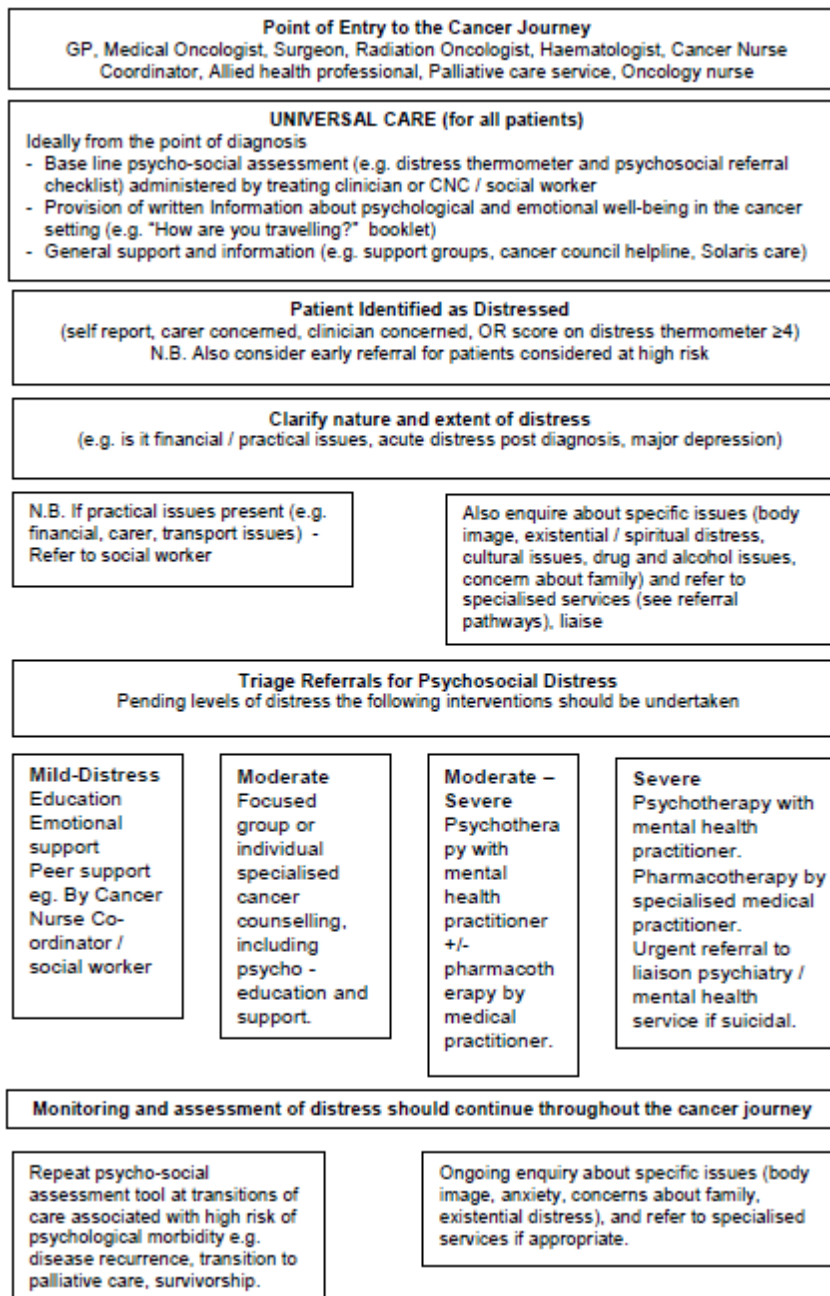 Point of Entry to the Cancer Journey
GP, Medical Oncologist, Surgeon, Radiation Oncologist, Haematologist, Cancer Nurse
Coordinator, Allied health professional, Palliative care service, Oncology nurse
UNIVERSAL CARE (for all patients)
Ideally from the point of diagnosis
- Base line psycho-social assessment (e.g. distress thermometer and psychosocial referral
checklist) administered by treating clinician or CNC / social worker
- Provision of written Information about psychological and emotional well-being in the cancer
setting (e.g. "How are you travelling?" booklet)
- General support and information (e.g. support groups, cancer council helpline, Solaris care)
Patient Identified as Distressed
(self report, carer concerned, clinician concerned, OR score on distress thermometer ≥4)
N.B. Also consider early referral for patients considered at high risk
Clarify nature and extent of distress
(e.g. is it financial / practical issues, acute distress post diagnosis, major depression)
N.B. If practical issues present (e.g.
financial, carer, transport issues) -
Refer to social worker
Also enquire about specific issues (body
image, existential / spiritual distress,
cultural issues, drug and alcohol issues,
concern about family) and refer to
specialised services (see referral
pathways), liaise
Triage Referrals for Psychosocial Distress
Pending levels of distress the following interventions should be undertaken
Mild-Distress
Education
Emotional
support
Peer support
eg. By Cancer
Nurse Co-
ordinator /
social worker
Moderate
Focused
group or
individual
specialised
cancer
counselling,
including
psycho -
education and
support.
Moderate –
Severe
Psychothera
py with
mental
health
practitioner
+/-
pharmacoth
erapy by
medical
practitioner.
Severe
Psychotherapy with
mental health
practitioner.
Pharmacotherapy by
specialised medical
practitioner.
Urgent referral to
liaison psychiatry /
mental health
service if suicidal.
Monitoring and assessment of distress should continue throughout the cancer journey
Repeat psycho-social
assessment tool at transitions of
care associated with high risk of
psychological morbidity e.g.
disease recurrence, transition to
palliative care, survivorship.
Ongoing enquiry about specific issues (body
image, anxiety, concerns about family,
existential distress), and refer to specialised
services if appropriate.